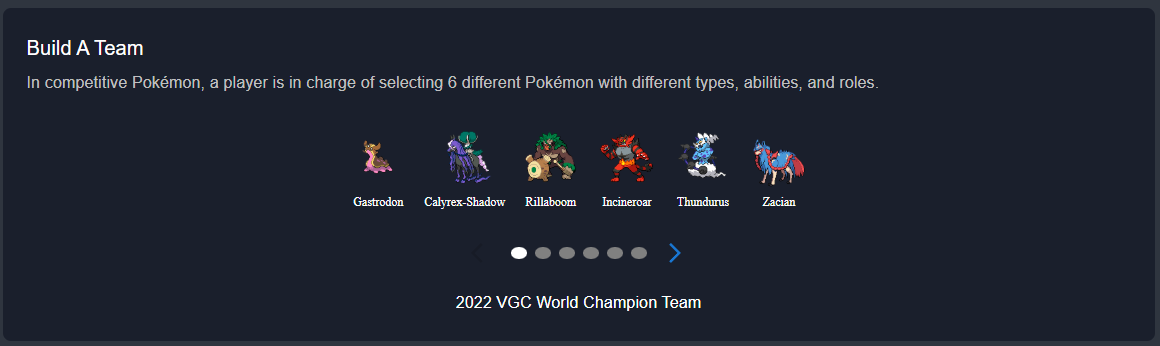 Build A Team
In competitive Pokémon, a player is in charge of selecting 6 different Pokémon with different types, abilities, and roles.
Gastrodon Calyrex-Shadow Rillaboom Incineroar Thundurus Zacian
2022 VGC World Champion Team